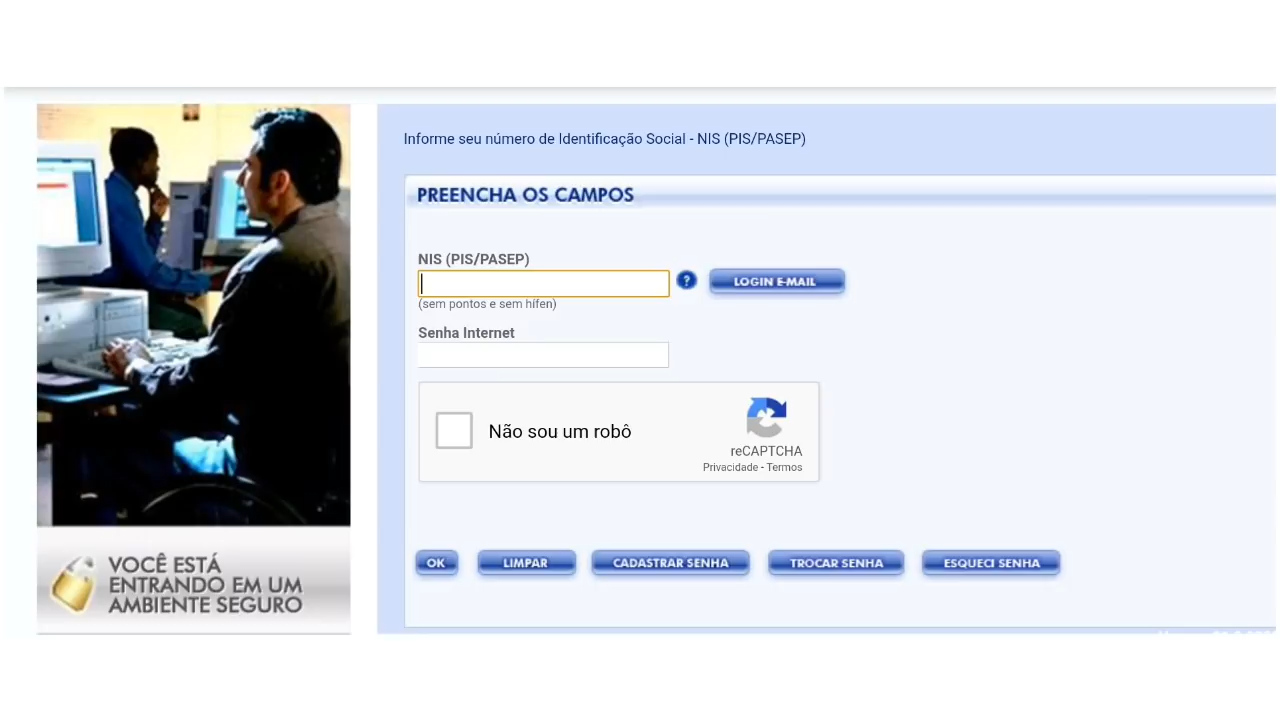 Informe seu número de Identificação Social - NIS (PIS/PASEP)
PREENCHA OS CAMPOS
NIS (PIS/PASEP)
? LOGIN E-MAIL
(sem pontos e sem hífen)
Senha Internet
Não sou um robô
reCAPTCHA
Privacidade - Termos
OK LIMPAR CADASTRAR SENHA TROCAR SENHA ESQUECI SENHA
VOCÊ ESTÁ
ENTRANDO EM UM
AMBIENTE SEGURO